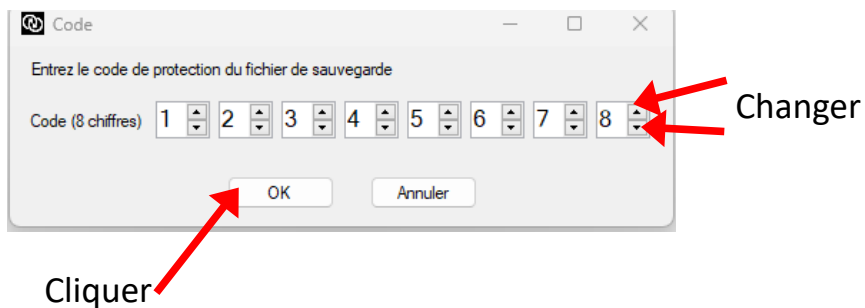 Code
Entrez le code de protection du fichier de sauvegarde
Code (8 chiffres) 1 2 3 4 5 6 7 8
Changer
OK Annuler
Cliquer